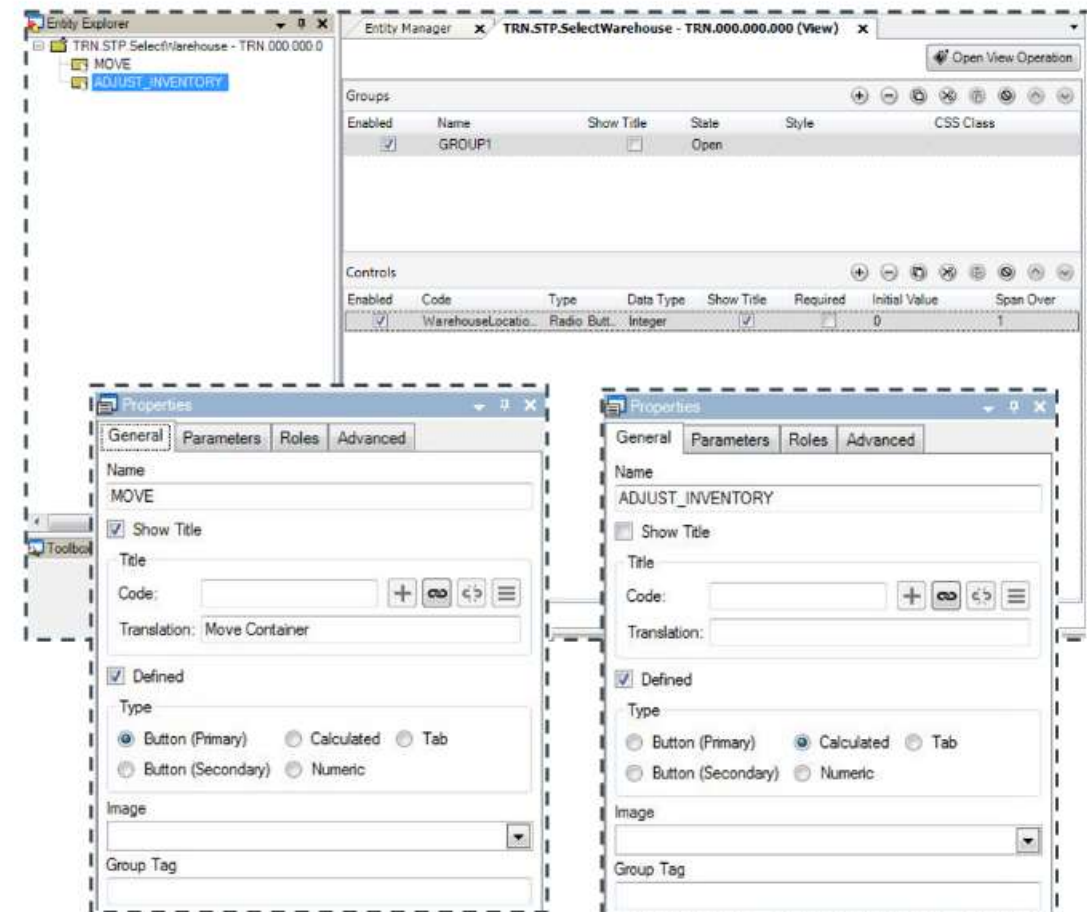 Entity Explorer
TRN.STP.SelectWarehouse - TRN.000.000.0
MOVE
ADJUST_INVENTORY
Entity Manager TRN.STP.SelectWarehouse - TRN.000.000.000 (View)
Open View Operation
Groups
Enabled Name Show Title State Style CSS Class
GROUP1 Open
Controls
Enabled Code Type Data Type Show Title Required Initial Value Span Over
WarehouseLocatio... Radio Butt... Integer 0 1
Toolbox
Properties
General Parameters Roles Advanced
Name
MOVE
Show Title
Title
Code:
Translation: Move Container
Defined
Type
Button (Primary) Calculated Tab
Button (Secondary) Numeric
Image
Group Tag
Properties
General Parameters Roles Advanced
Name
ADJUST_INVENTORY
Show Title
Title
Code:
Translation:
Defined
Type
Button (Primary) Calculated Tab
Button (Secondary) Numeric
Image
Group Tag